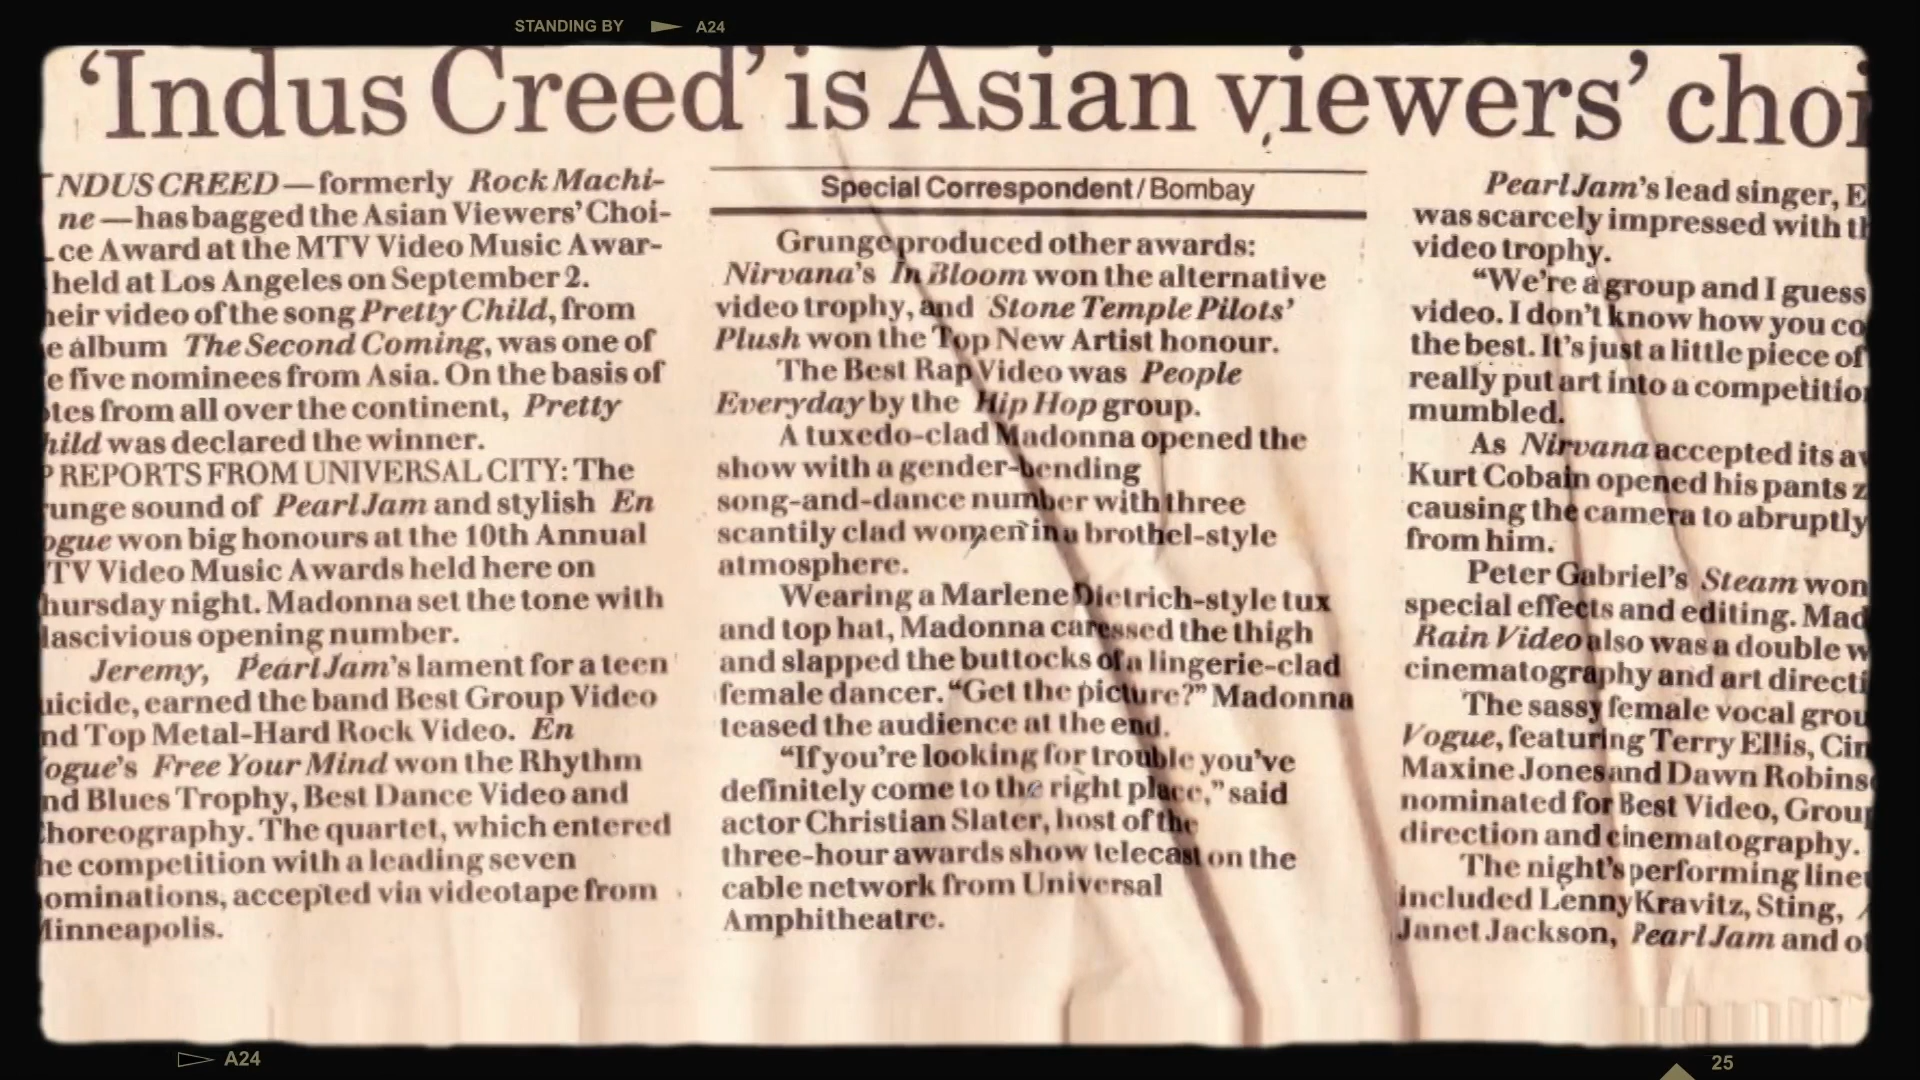 STANDING BY A24
‘Indus Creed’ is Asian viewers’ choi
NDUS CREED — formerly Rock Machi-
ne — has bagged the Asian Viewers’ Choi-
ce Award at the MTV Video Music Awar-
held at Los Angeles on September 2.
heir video of the song Pretty Child, from
e album The Second Coming, was one of
e five nominees from Asia. On the basis of
tes from all over the continent, Pretty
hild was declared the winner.
P REPORTS FROM UNIVERSAL CITY: The
unge sound of Pearl Jam and stylish En
ogue won big honours at the 10th Annual
TV Video Music Awards held here on
hursday night. Madonna set the tone with
lascivious opening number.
Jeremy, Pearl Jam’s lament for a teen
uicide, earned the band Best Group Video
nd Top Metal-Hard Rock Video. En
ogue’s Free Your Mind won the Rhythm
nd Blues Trophy, Best Dance Video and
horeography. The quartet, which entered
he competition with a leading seven
ominations, accepted via videotape from
Minneapolis.
Special Correspondent/Bombay
Grunge produced other awards:
Nirvana’s In Bloom won the alternative
video trophy, and Stone Temple Pilots’
Plush won the Top New Artist honour.
The Best Rap Video was People
Everyday by the Hip Hop group.
A tuxedo-clad Madonna opened the
show with a gender-bending
song-and-dance number with three
scantily clad women in a brothel-style
atmosphere.
Wearing a Marlene Dietrich-style tux
and top hat, Madonna caressed the thigh
and slapped the buttocks of a lingerie-clad
female dancer. “Get the picture?” Madonna
teased the audience at the end.
“If you’re looking for trouble you’ve
definitely come to the right place,” said
actor Christian Slater, host of the
three-hour awards show telecast on the
cable network from Universal
Amphitheatre.
Pearl Jam’s lead singer, E
was scarcely impressed with th
video trophy.
“We’re a group and I guess
video. I don’t know how you co
the best. It’s just a little piece of
really put art into a competitio
mumbled.
As Nirvana accepted its a
Kurt Cobain opened his pants z
causing the camera to abruptly
from him.
Peter Gabriel’s Steam won
special effects and editing. Mad
Rain Video also was a double w
cinematography and art directi
The sassy female vocal grou
Vogue, featuring Terry Ellis, Cin
Maxine Jones and Dawn Robins
nominated for Best Video, Group
direction and cinematography.
The night’s performing line
included Lenny Kravitz, Sting,
Janet Jackson, Pearl Jam and o
A24
25